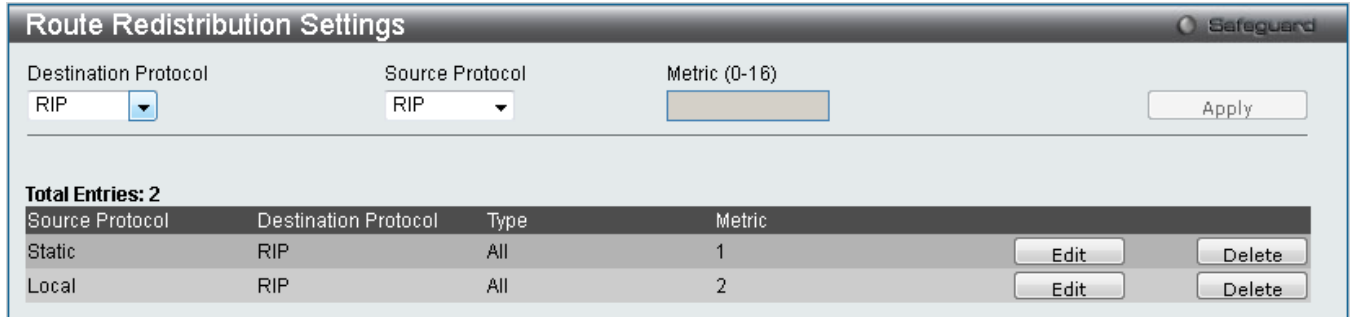 Route Redistribution Settings Safeguard
Destination Protocol Source Protocol Metric (0-16)
RIP RIP Apply
Total Entries: 2
Source Protocol Destination Protocol Type Metric
Static RIP All 1 Edit Delete
Local RIP All 2 Edit Delete